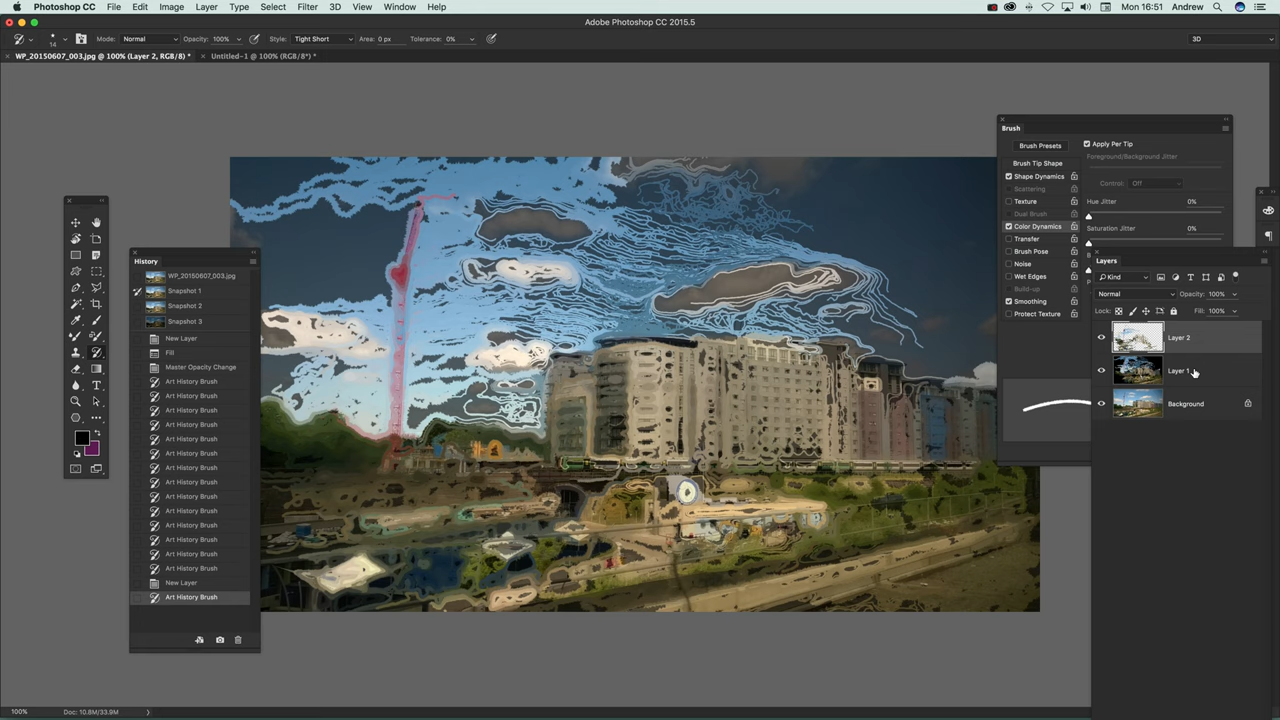 Photoshop CC File Edit Image Layer Type Select Filter 3D View Window Help Mon 16:51 Andrew
Adobe Photoshop CC 2015.5
14 Mode: Normal Opacity: 100% Style: Tight Short Area: 0 px Tolerance: 0% 3D
WP_20150607_003.jpg @ 100% (Layer 2, RGB/8) * Untitled-1 @ 100% (RGB/8*) *
Brush
Brush Presets
Brush Tip Shape
Shape Dynamics
Scattering
Texture
Dual Brush
Color Dynamics
Transfer
Brush Pose
Noise
Wet Edges
Build-up
Smoothing
Protect Texture
Apply Per Tip
Foreground/Background Jitter
Control: Off
Hue Jitter 0%
Saturation Jitter 0%
History
WP_20150607_003.jpg
Snapshot 1
Snapshot 2
Snapshot 3
New Layer
Fill
Master Opacity Change
Art History Brush
Art History Brush
Art History Brush
Art History Brush
Art History Brush
Art History Brush
Art History Brush
Art History Brush
Art History Brush
Art History Brush
Art History Brush
Art History Brush
Art History Brush
Art History Brush
New Layer
Art History Brush
Layers
Kind
Normal Opacity: 100%
Lock: Fill: 100%
Layer 2
Layer 1
Background
100% Doc: 10.8M/33.9M